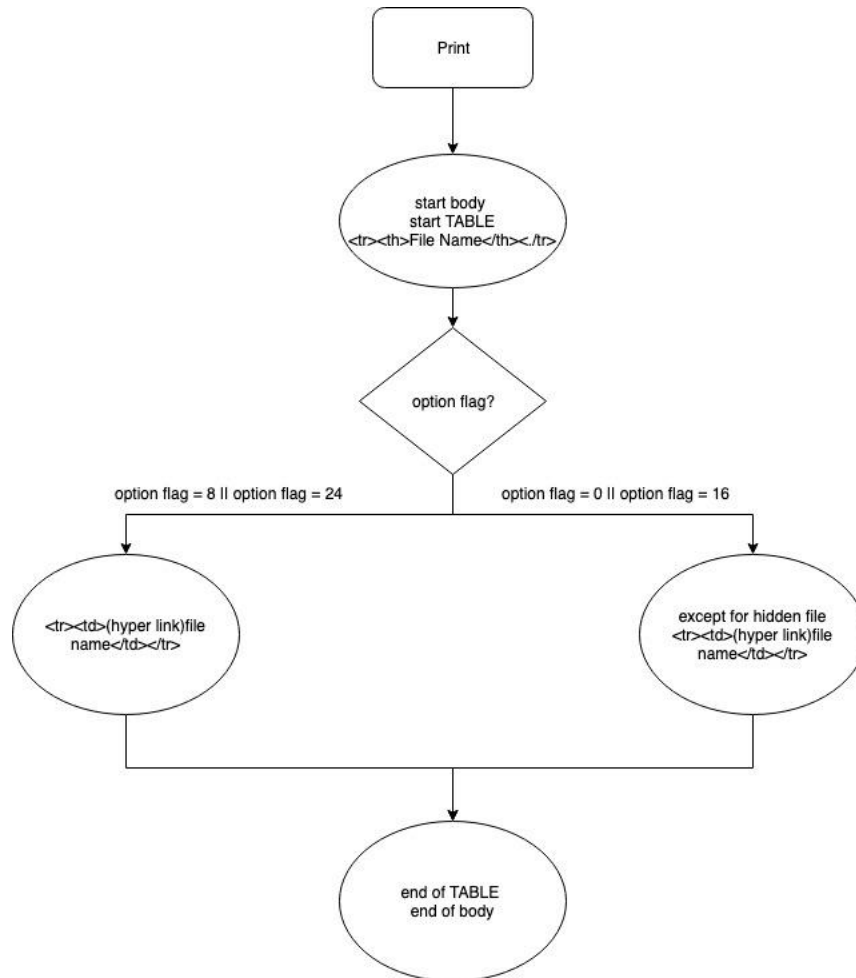 Print
start body
start TABLE
<tr><th>File Name</th><./tr>
option flag?
option flag = 8 || option flag = 24
option flag = 0 || option flag = 16
<tr><td>(hyper link)file
name</td></tr>
except for hidden file
<tr><td>(hyper link)file
name</td></tr>
end of TABLE
end of body